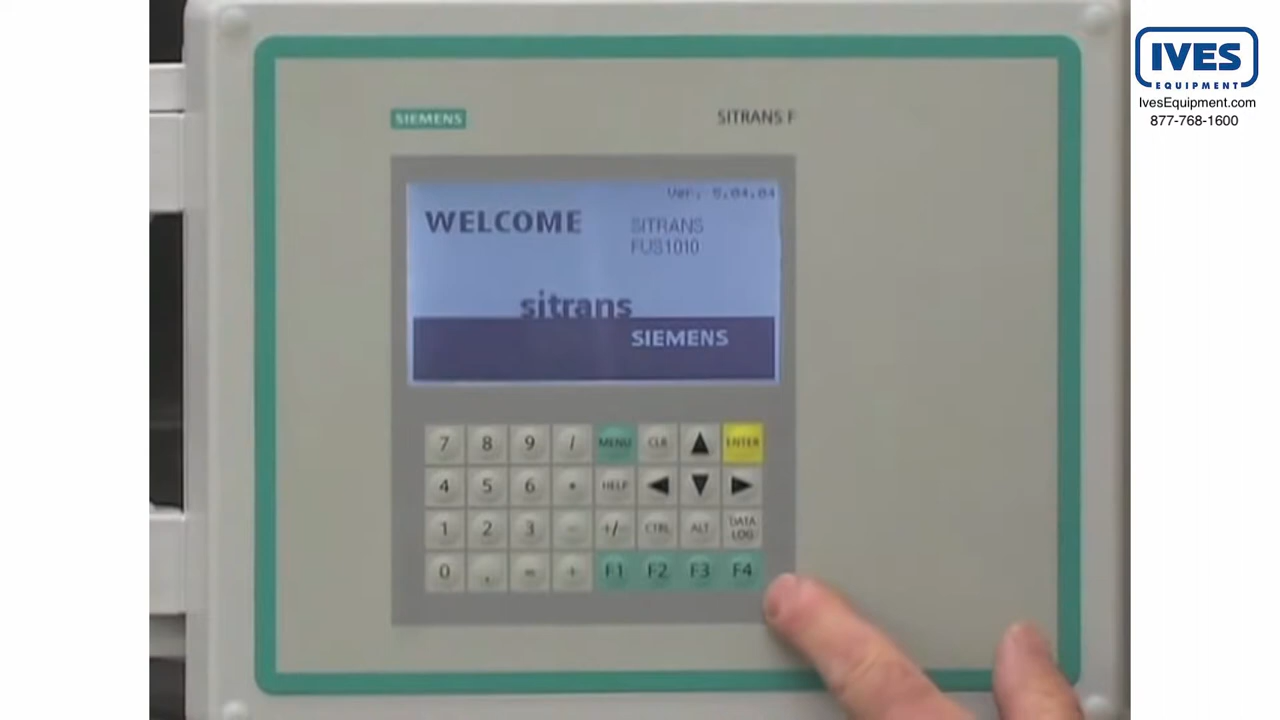 IVES
EQUIPMENT
IvesEquipment.com
877-768-1600
SIEMENS
SITRANS F
Ver. 5.04.04
WELCOME
SITRANS
FUS1010
sitrans
SIEMENS
7 8 9 / MENU CLR ▲ ENTER
4 5 6 • HELP ◀ ▼ ▶
1 2 3 - +/- CTRL ALT DATA LOG
0 . = + F1 F2 F3 F4